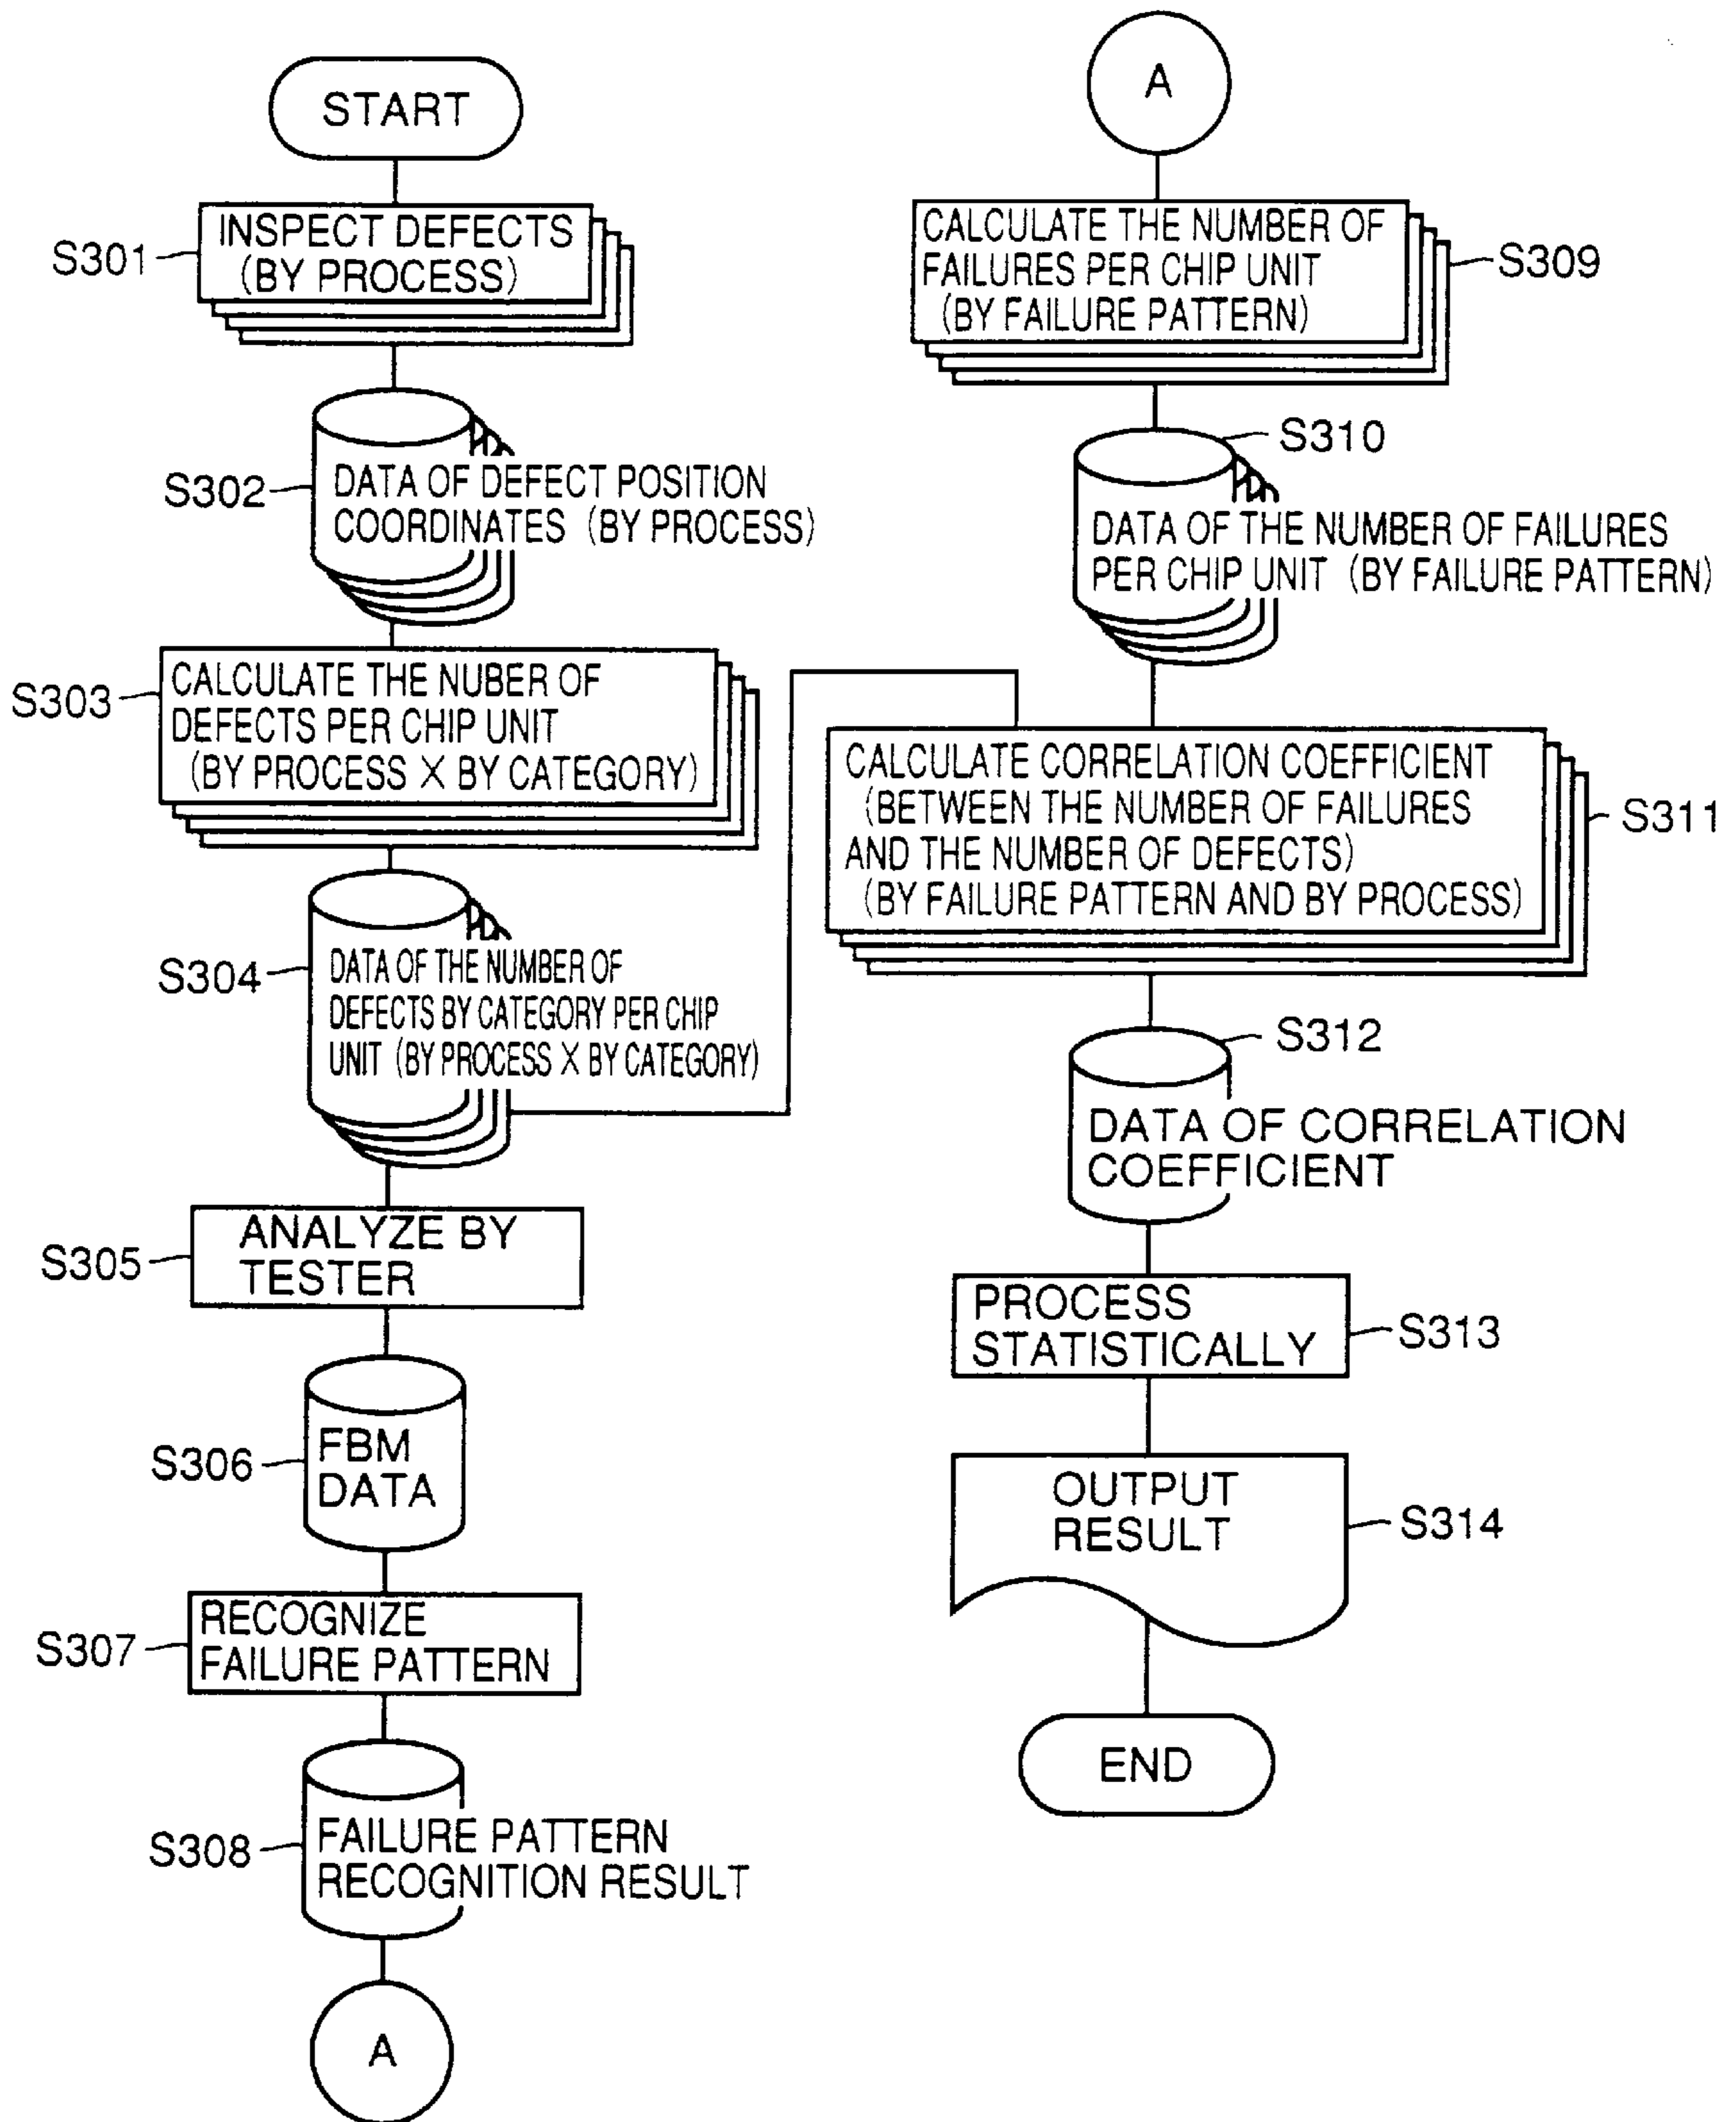 START
S301
INSPECT DEFECTS
(BY PROCESS)
S302
DATA OF DEFECT POSITION
COORDINATES (BY PROCESS)
S303
CALCULATE THE NUBER OF
DEFECTS PER CHIP UNIT
(BY PROCESS X BY CATEGORY)
S304
DATA OF THE NUMBER OF
DEFECTS BY CATEGORY PER CHIP
UNIT (BY PROCESS X BY CATEGORY)
S305
ANALYZE BY
TESTER
S306
FBM
DATA
S307
RECOGNIZE
FAILURE PATTERN
S308
FAILURE PATTERN
RECOGNITION RESULT
A
A
CALCULATE THE NUMBER OF
FAILURES PER CHIP UNIT
(BY FAILURE PATTERN)
S309
S310
DATA OF THE NUMBER OF FAILURES
PER CHIP UNIT (BY FAILURE PATTERN)
CALCULATE CORRELATION COEFFICIENT
(BETWEEN THE NUMBER OF FAILURES
AND THE NUMBER OF DEFECTS)
(BY FAILURE PATTERN AND BY PROCESS)
S311
S312
DATA OF CORRELATION
COEFFICIENT
PROCESS
STATISTICALLY
S313
OUTPUT
RESULT
S314
END